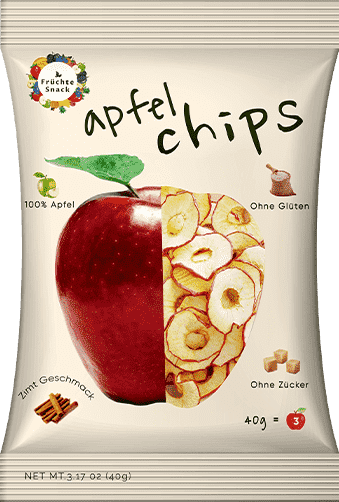 Früchte
Snack
apfel
chips
100% Apfel
Ohne Glüten
Zimt Geschmack
Ohne Zücker
40g = 3
NET MT.3.17 OZ (40g)